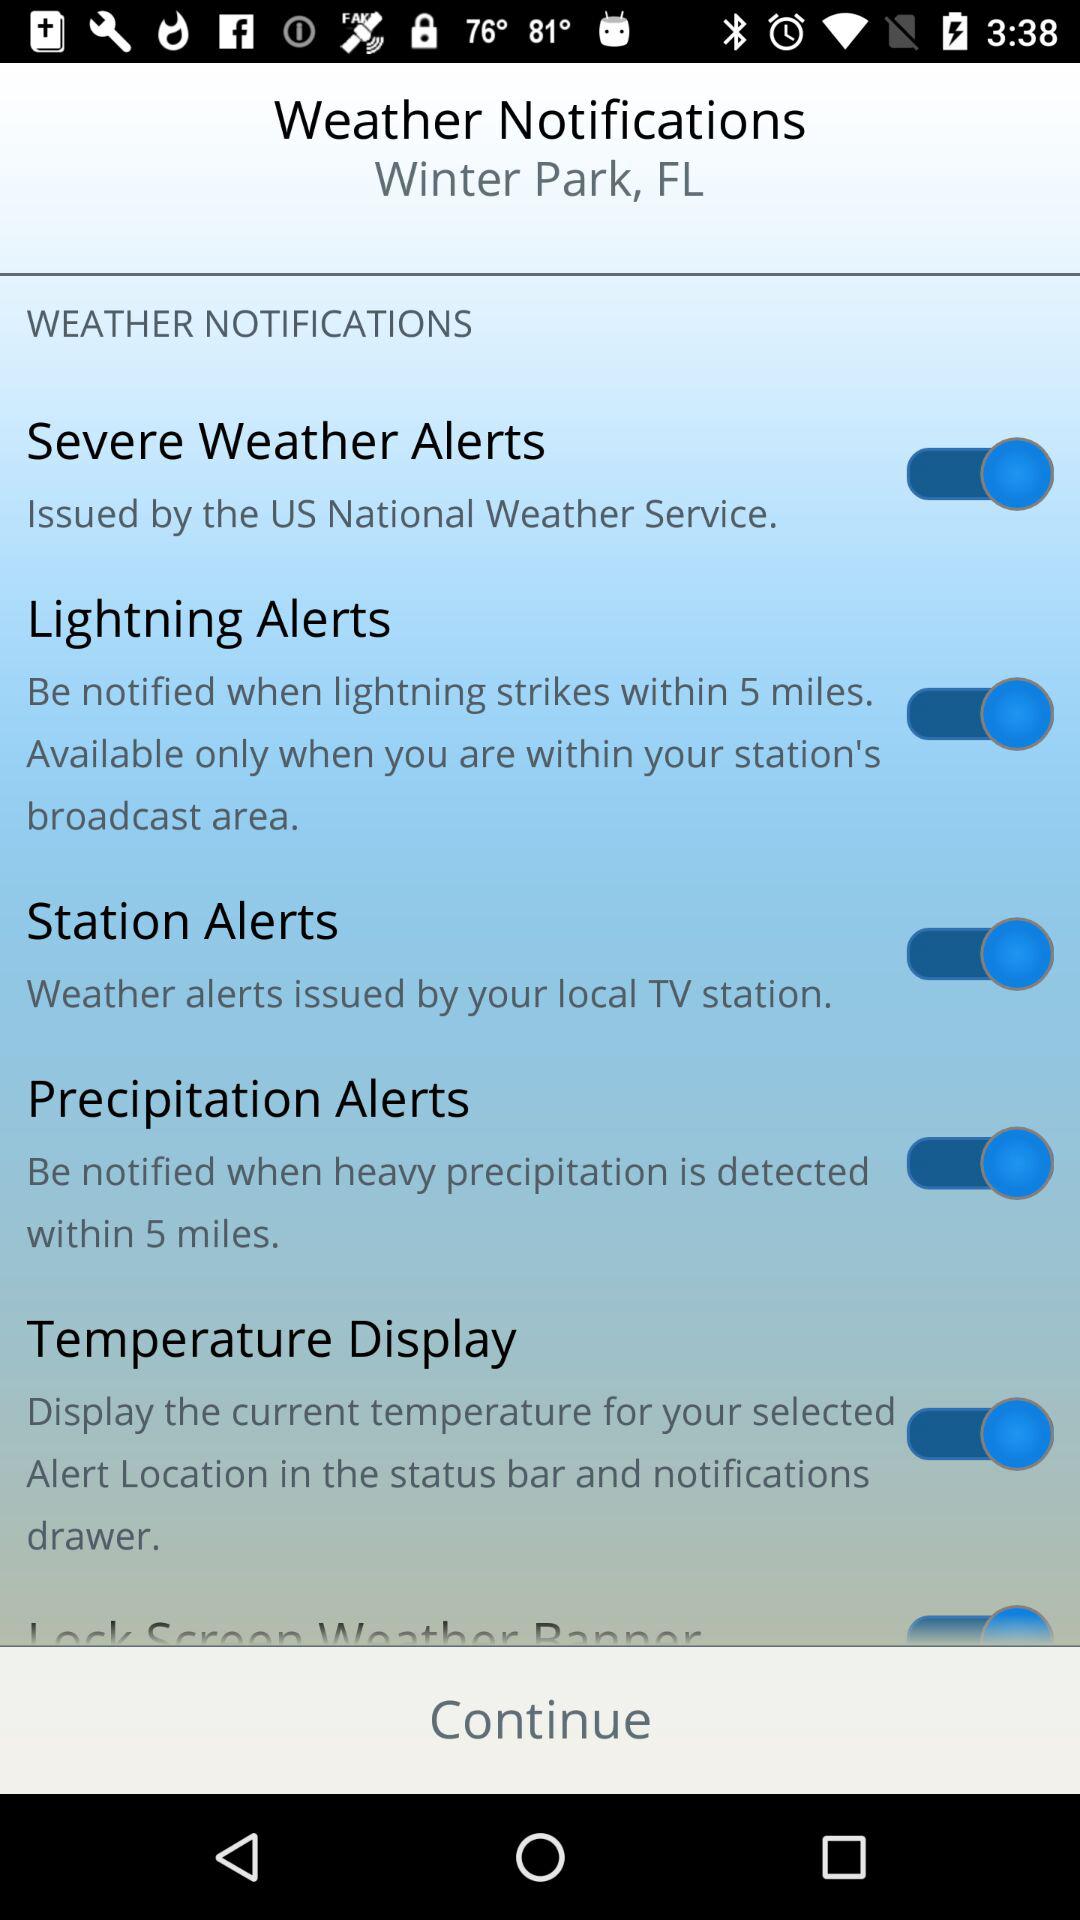 FAKE 76° 81° 3:38
Weather Notifications
Winter Park, FL
WEATHER NOTIFICATIONS
Severe Weather Alerts
Issued by the US National Weather Service.
Lightning Alerts
Be notified when lightning strikes within 5 miles.
Available only when you are within your station's
broadcast area.
Station Alerts
Weather alerts issued by your local TV station.
Precipitation Alerts
Be notified when heavy precipitation is detected
within 5 miles.
Temperature Display
Display the current temperature for your selected
Alert Location in the status bar and notifications
drawer.
Lock Screen Weather Banner
Continue